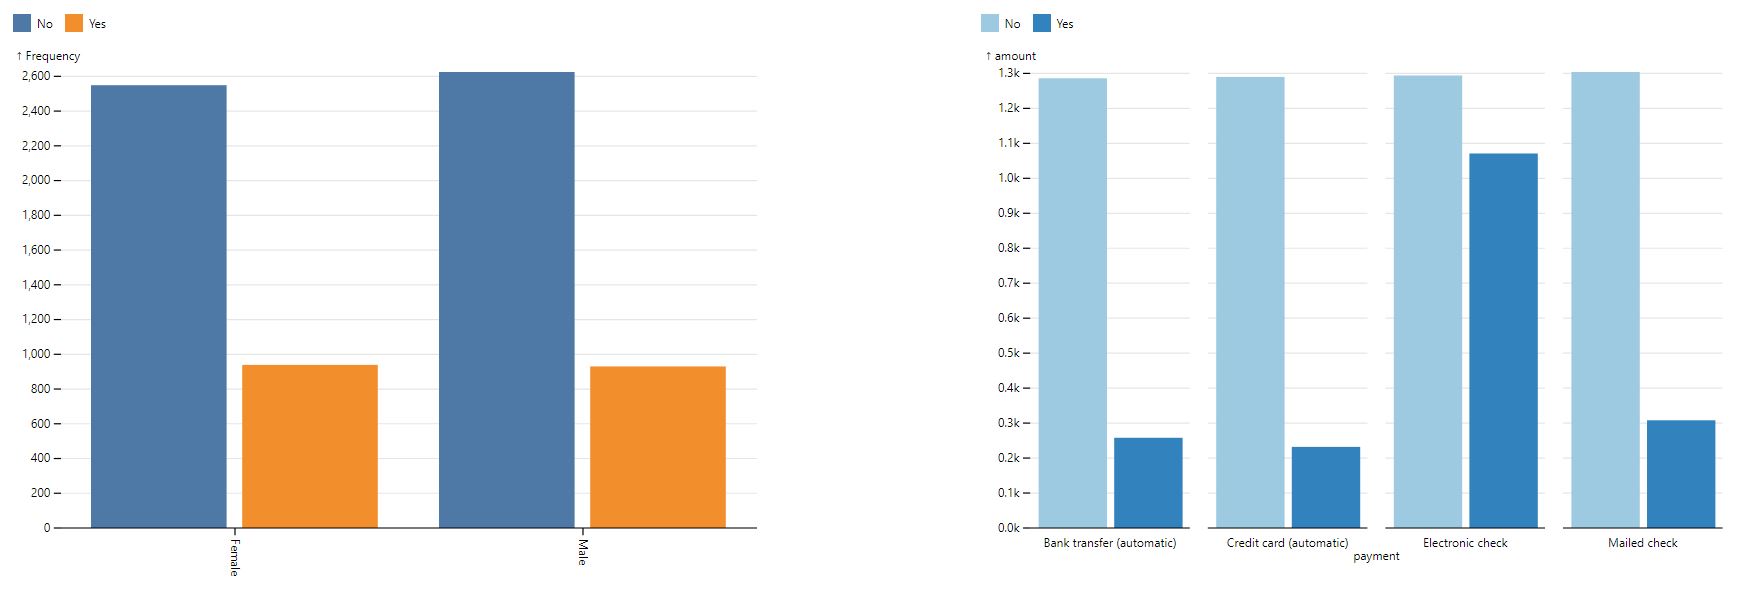 No Yes
↑ Frequency
2,600
2,400
2,200
2,000
1,800
1,600
1,400
1,200
1,000
800
600
400
200
0
Female
Male
No Yes
↑ amount
1.3k
1.2k
1.1k
1.0k
0.9k
0.8k
0.7k
0.6k
0.5k
0.4k
0.3k
0.2k
0.1k
0.0k
Bank transfer (automatic) Credit card (automatic) Electronic check Mailed check
payment